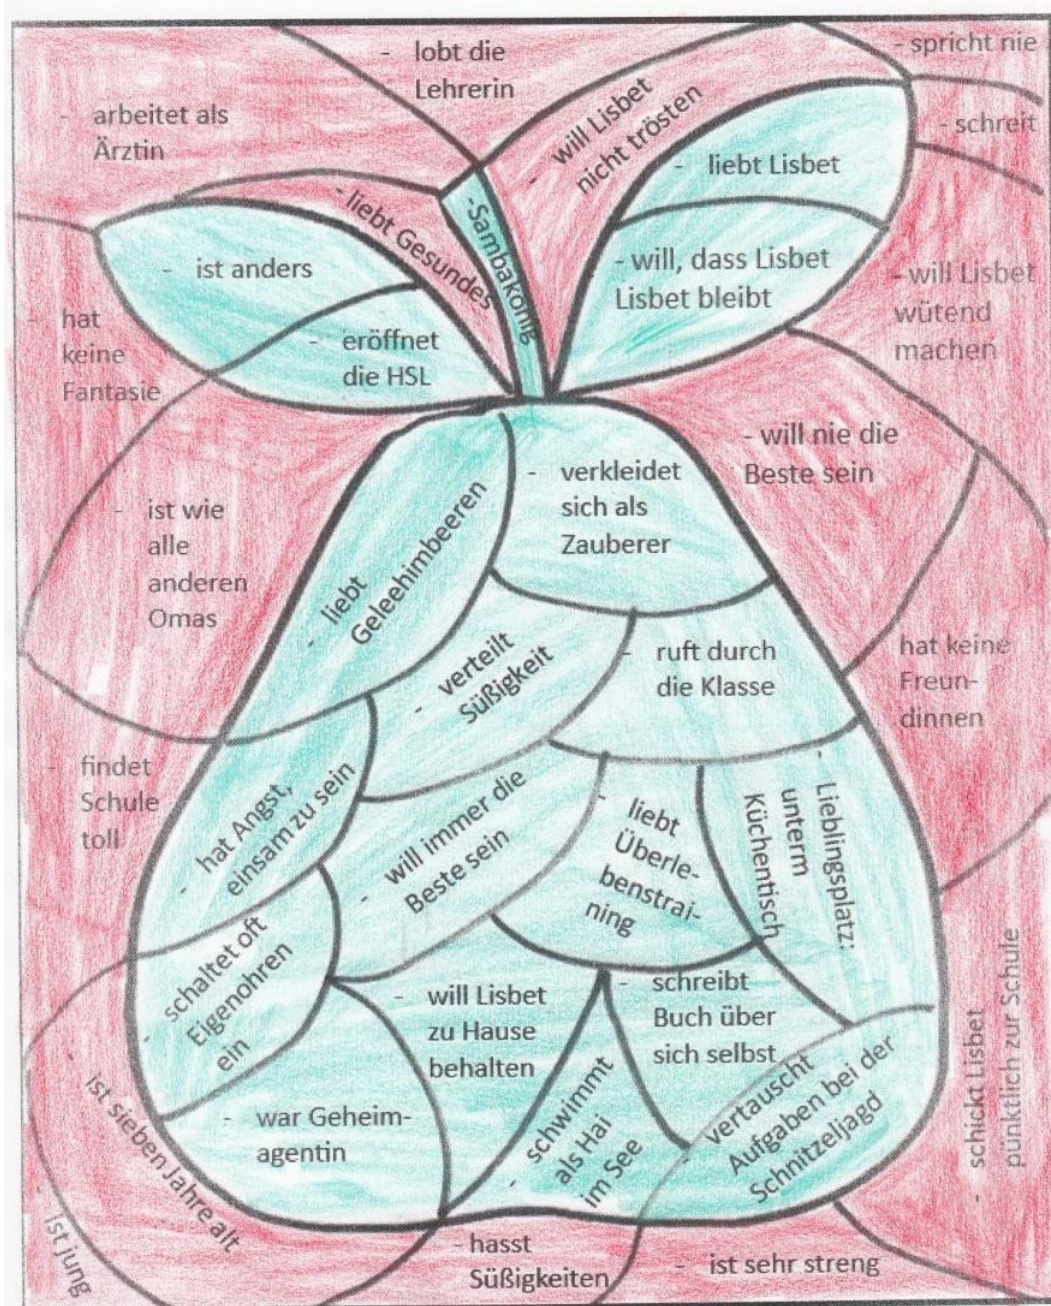 - lobt die
Lehrerin
- spricht nie
- arbeitet als
Ärztin
- will Lisbet
nicht trösten
- schreit
- liebt Lisbet
- liebt Gesundes
- Sambakönig
- ist anders
- will, dass Lisbet
Lisbet bleibt
- will Lisbet
wütend
machen
- hat
keine
Fantasie
- eröffnet
die HSL
- will nie die
Beste sein
- verkleidet
sich als
Zauberer
- ist wie
alle
anderen
Omas
- liebt
Geleehimbeeren
- verteilt
Süßigkeit
- ruft durch
die Klasse
hat keine
Freun-
dinnen
- findet
Schule
toll
- hat Angst,
einsam zu sein
- will immer die
Beste sein
- liebt
Überle-
benstrai-
ning
- Lieblingsplatz:
unterm
Küchentisch
- schaltet oft
Eigenohren
ein
- will Lisbet
zu Hause
behalten
- schreibt
Buch über
sich selbst
- schickt Lisbet
pünktlich zur Schule
- war Geheim-
agentin
- schwimmt
als Hai
im See
- vertauscht
Aufgaben bei der
Schnitzeljagd
ist sieben Jahre alt
ist jung
- hasst
Süßigkeiten
- ist sehr streng